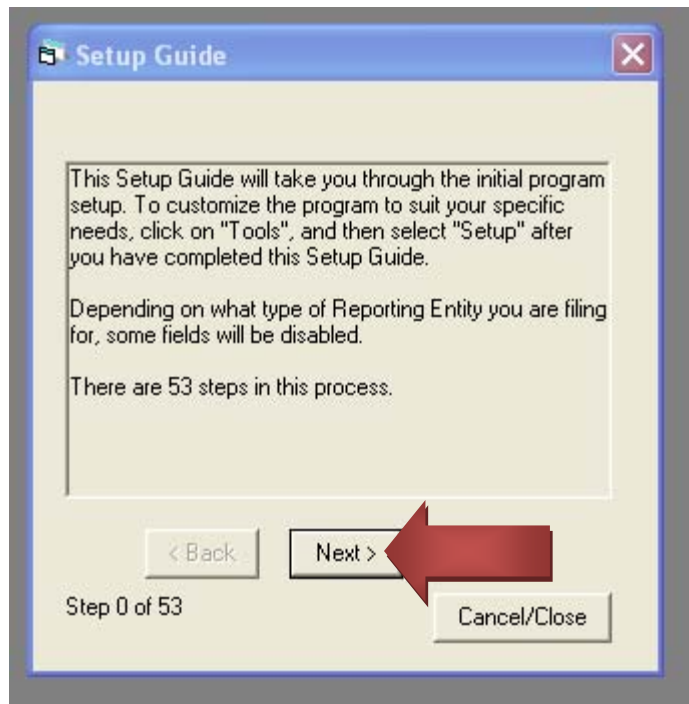 Setup Guide
This Setup Guide will take you through the initial program
setup. To customize the program to suit your specific
needs, click on "Tools", and then select "Setup" after
you have completed this Setup Guide.
Depending on what type of Reporting Entity you are filing
for, some fields will be disabled.
There are 53 steps in this process.
< Back
Next >
Step 0 of 53
Cancel/Close